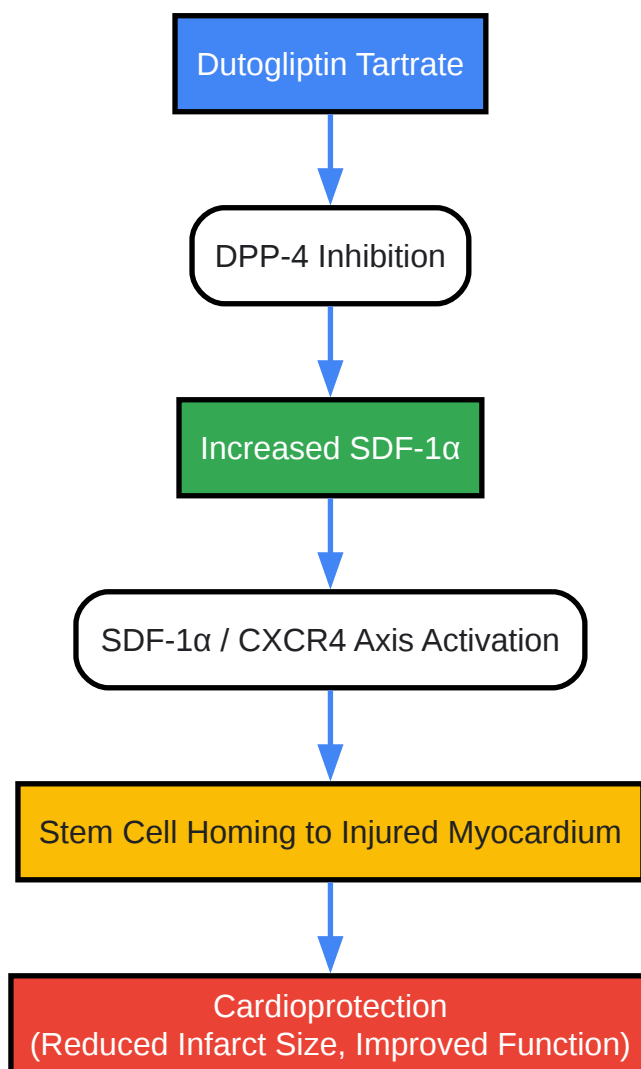 Dutogliptin Tartrate
DPP-4 Inhibition
Increased SDF-1α
SDF-1α / CXCR4 Axis Activation
Stem Cell Homing to Injured Myocardium
Cardioprotection
(Reduced Infarct Size, Improved Function)